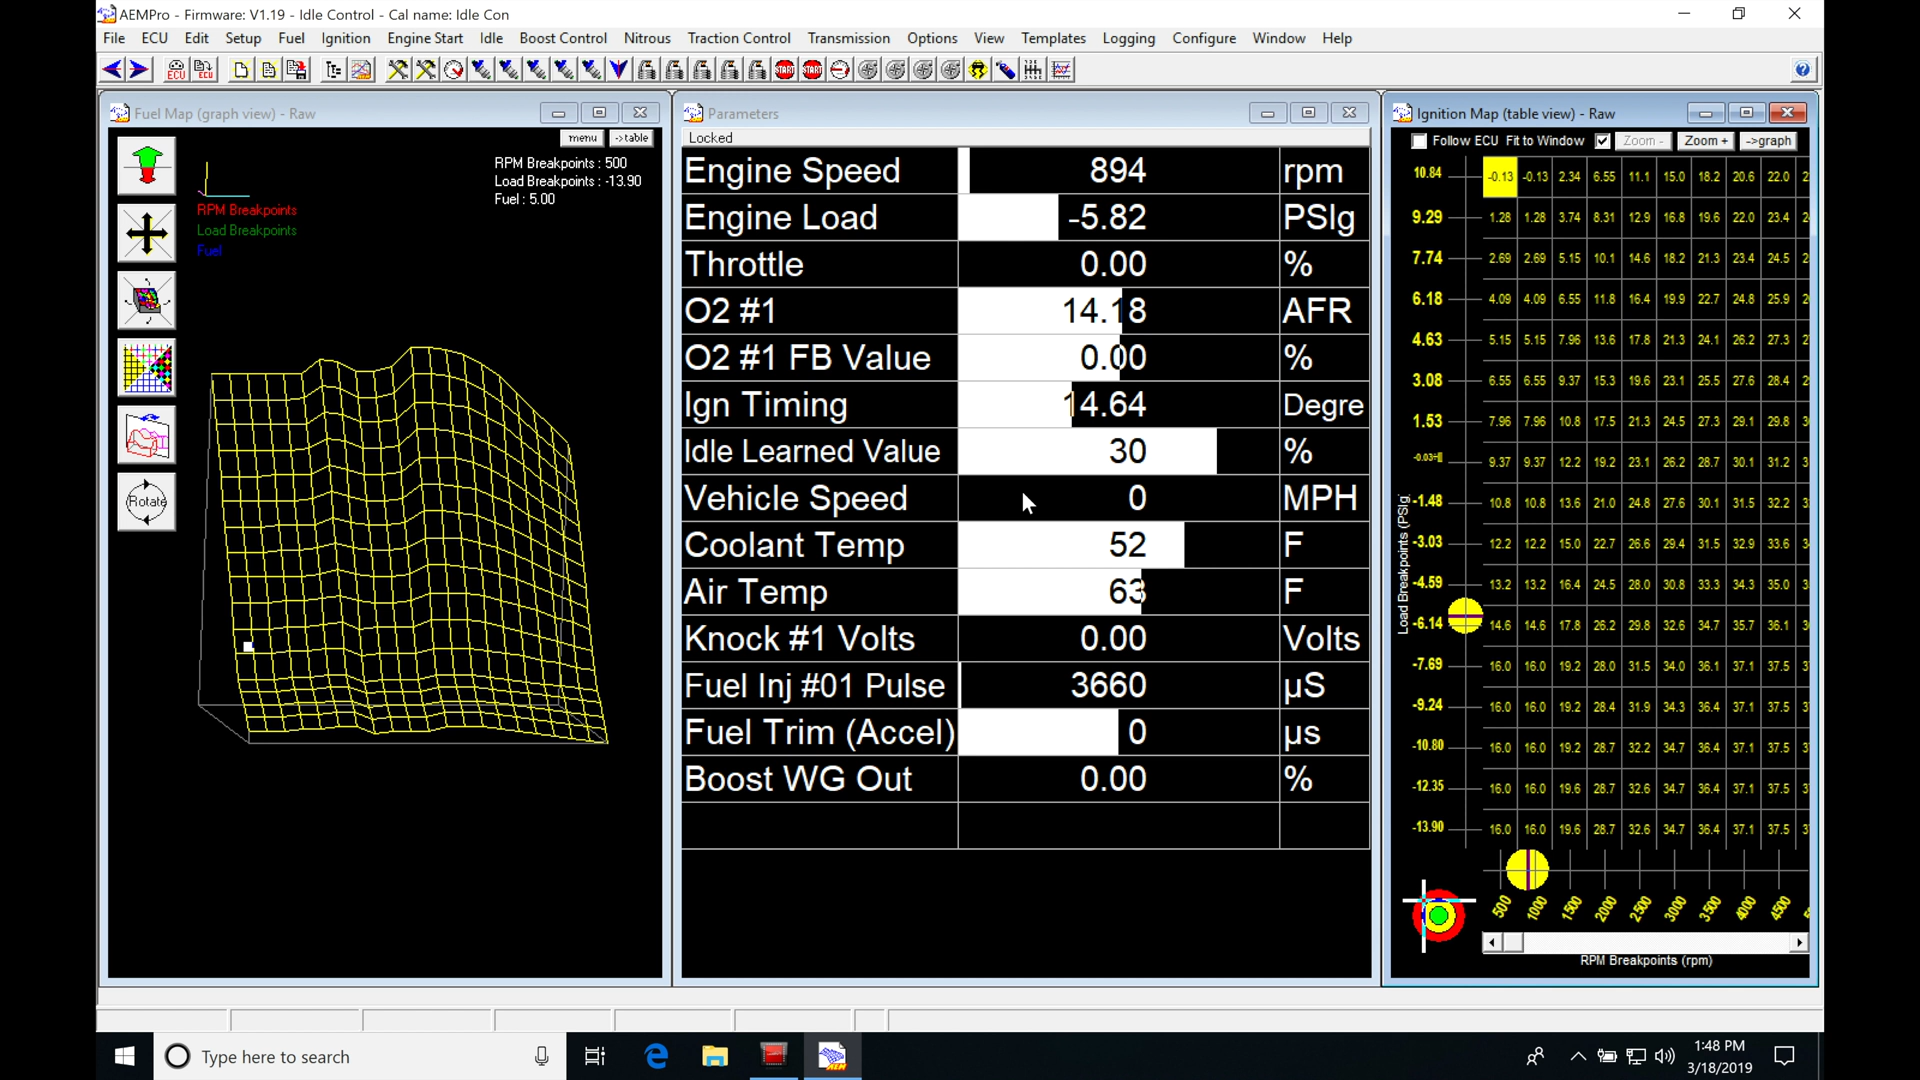 AEMPro - Firmware: V1.19 - Idle Control - Cal name: Idle Con
File ECU Edit Setup Fuel Ignition Engine Start Idle Boost Control Nitrous Traction Control Transmission Options View Templates Logging Configure Window Help
ECU ECU START START
Fuel Map (graph view) - Raw
menu ->table
RPM Breakpoints : 500
Load Breakpoints : -13.90
Fuel : 5.00
RPM Breakpoints
Load Breakpoints
Fuel
Rotate
Parameters
Locked
Engine Speed 894 rpm
Engine Load -5.82 PSIg
Throttle 0.00 %
O2 #1 14.18 AFR
O2 #1 FB Value 0.00 %
Ign Timing 14.64 Degre
Idle Learned Value 30 %
Vehicle Speed 0 MPH
Coolant Temp 52 F
Air Temp 63 F
Knock #1 Volts 0.00 Volts
Fuel Inj #01 Pulse 3660 µS
Fuel Trim (Accel) 0 µs
Boost WG Out 0.00 %
Ignition Map (table view) - Raw
Follow ECU Fit to Window Zoom - Zoom + ->graph
10.84 -0.13 -0.13 2.34 6.55 11.1 15.0 18.2 20.6 22.0
9.29 1.28 1.28 3.74 8.31 12.9 16.8 19.6 22.0 23.4
7.74 2.69 2.69 5.15 10.1 14.6 18.2 21.3 23.4 24.5
6.18 4.09 4.09 6.55 11.8 16.4 19.9 22.7 24.8 25.9
4.63 5.15 5.15 7.96 13.6 17.8 21.3 24.1 26.2 27.3
3.08 6.55 6.55 9.37 15.3 19.6 23.1 25.5 27.6 28.4
1.53 7.96 7.96 10.8 17.5 21.3 24.5 27.3 29.1 29.8
-0.03 9.37 9.37 12.2 19.2 23.1 26.2 28.7 30.1 31.2
-1.48 10.8 10.8 13.6 21.0 24.8 27.6 30.1 31.5 32.2
-3.03 12.2 12.2 15.0 22.7 26.6 29.4 31.5 32.9 33.6
-4.59 13.2 13.2 16.4 24.5 28.0 30.8 33.3 34.3 35.0
-6.14 14.6 14.6 17.8 26.2 29.8 32.6 34.7 35.7 36.1
-7.69 16.0 16.0 19.2 28.0 31.5 34.0 36.1 37.1 37.5
-9.24 16.0 16.0 19.2 28.4 31.9 34.3 36.4 37.1 37.5
-10.80 16.0 16.0 19.2 28.7 32.2 34.7 36.4 37.1 37.5
-12.35 16.0 16.0 19.6 28.7 32.6 34.7 36.4 37.1 37.5
-13.90 16.0 16.0 19.6 28.7 32.6 34.7 36.4 37.1 37.5
Load Breakpoints (PSIg)
500 1000 1500 2000 2500 3000 3500 4000 4500
RPM Breakpoints (rpm)
Type here to search
1:48 PM
3/18/2019